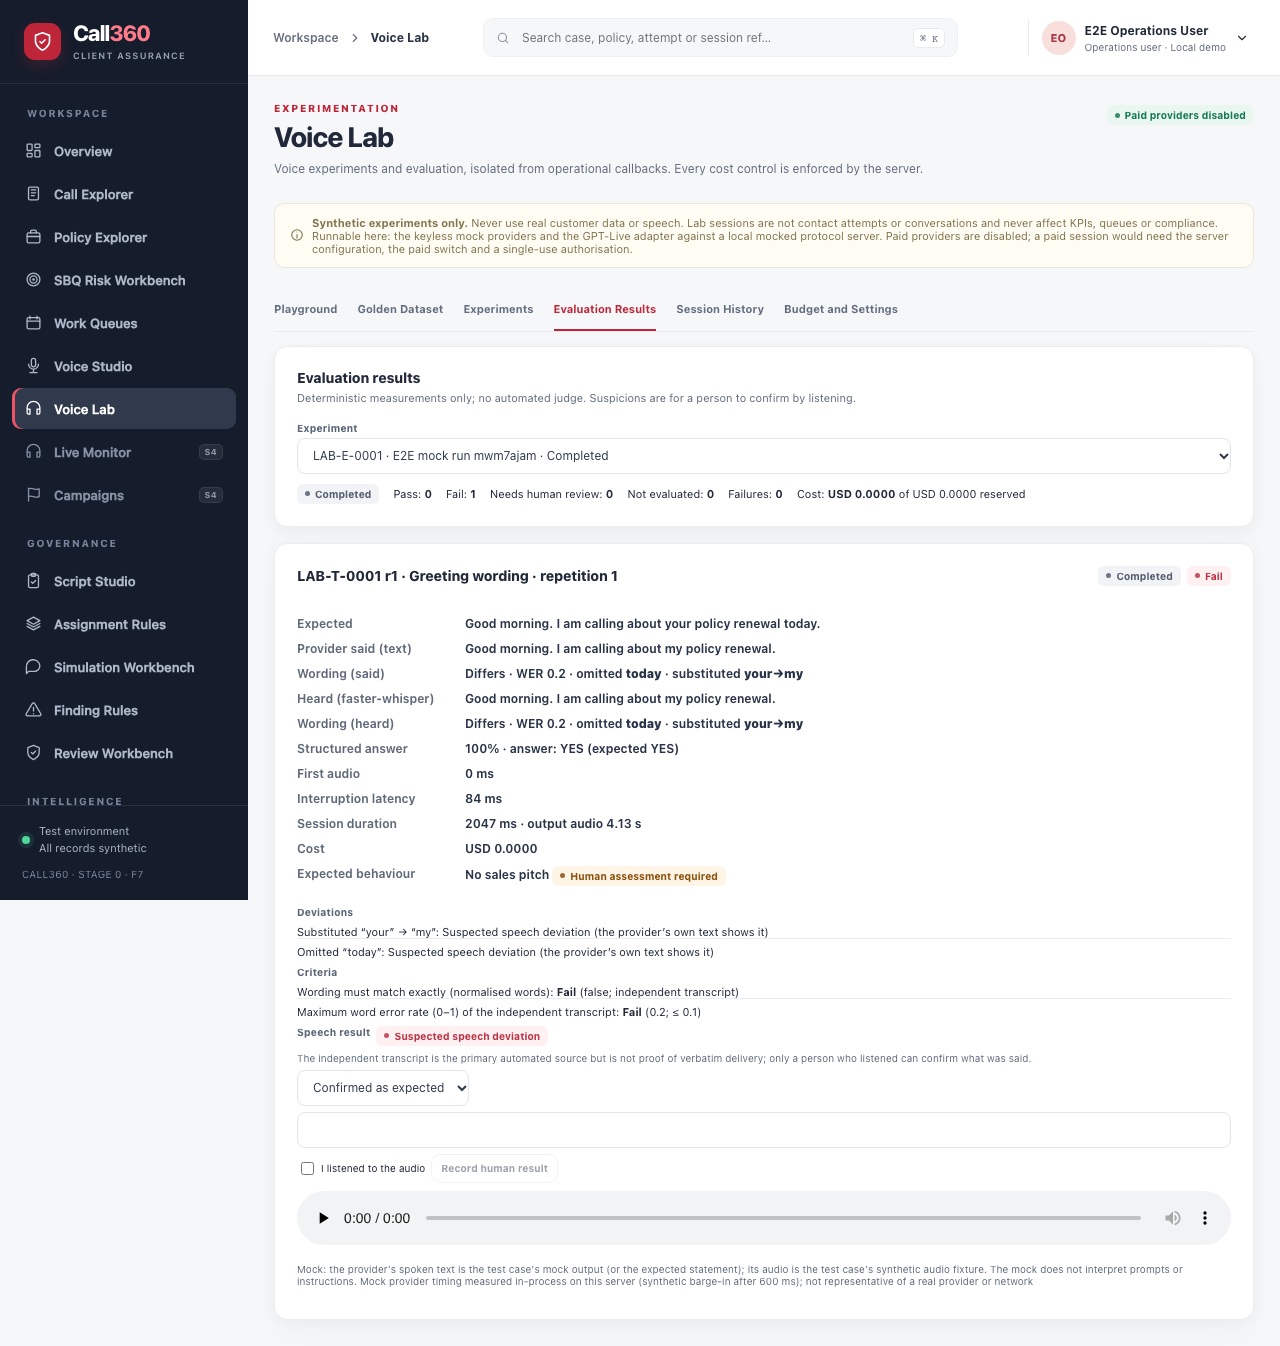 Call360
CLIENT ASSURANCE
WORKSPACE
Overview
Call Explorer
Policy Explorer
SBQ Risk Workbench
Work Queues
Voice Studio
Voice Lab
Live Monitor S4
Campaigns S4
GOVERNANCE
Script Studio
Assignment Rules
Simulation Workbench
Finding Rules
Review Workbench
INTELLIGENCE
Test environment
All records synthetic
CALL360 · STAGE 0 · F7
Workspace > Voice Lab
Search case, policy, attempt or session ref... ⌘ K
EO E2E Operations User
Operations user · Local demo
EXPERIMENTATION
Paid providers disabled
Voice Lab
Voice experiments and evaluation, isolated from operational callbacks. Every cost control is enforced by the server.
Synthetic experiments only. Never use real customer data or speech. Lab sessions are not contact attempts or conversations and never affect KPIs, queues or compliance.
Runnable here: the keyless mock providers and the GPT-Live adapter against a local mocked protocol server. Paid providers are disabled; a paid session would need the server
configuration, the paid switch and a single-use authorisation.
Playground Golden Dataset Experiments Evaluation Results Session History Budget and Settings
Evaluation results
Deterministic measurements only; no automated judge. Suspicions are for a person to confirm by listening.
Experiment
LAB-E-0001 · E2E mock run mwm7ajam · Completed
Completed Pass: 0 Fail: 1 Needs human review: 0 Not evaluated: 0 Failures: 0 Cost: USD 0.0000 of USD 0.0000 reserved
LAB-T-0001 r1 · Greeting wording · repetition 1 Completed Fail
Expected Good morning. I am calling about your policy renewal today.
Provider said (text) Good morning. I am calling about my policy renewal.
Wording (said) Differs · WER 0.2 · omitted today · substituted your→my
Heard (faster-whisper) Good morning. I am calling about my policy renewal.
Wording (heard) Differs · WER 0.2 · omitted today · substituted your→my
Structured answer 100% · answer: YES (expected YES)
First audio 0 ms
Interruption latency 84 ms
Session duration 2047 ms · output audio 4.13 s
Cost USD 0.0000
Expected behaviour No sales pitch Human assessment required
Deviations
Substituted “your” → “my”: Suspected speech deviation (the provider’s own text shows it)
Omitted “today”: Suspected speech deviation (the provider’s own text shows it)
Criteria
Wording must match exactly (normalised words): Fail (false; independent transcript)
Maximum word error rate (0–1) of the independent transcript: Fail (0.2; ≤ 0.1)
Speech result Suspected speech deviation
The independent transcript is the primary automated source but is not proof of verbatim delivery; only a person who listened can confirm what was said.
Confirmed as expected
I listened to the audio Record human result
0:00 / 0:00
Mock: the provider's spoken text is the test case's mock output (or the expected statement); its audio is the test case's synthetic audio fixture. The mock does not interpret prompts or
instructions. Mock provider timing measured in-process on this server (synthetic barge-in after 600 ms); not representative of a real provider or network